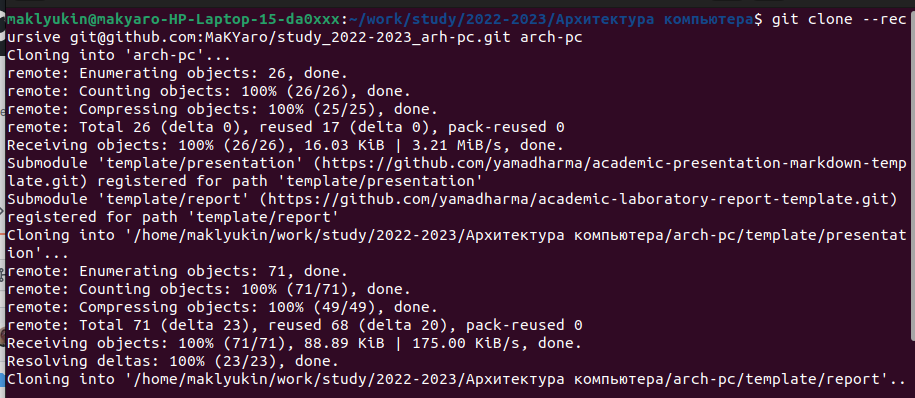 maklyukin@makyaro-HP-Laptop-15-da0xxx:~/work/study/2022-2023/Архитектура компьютера$ git clone --rec
ursive git@github.com:MaKYaro/study_2022-2023_arh-pc.git arch-pc
Cloning into 'arch-pc'...
remote: Enumerating objects: 26, done.
remote: Counting objects: 100% (26/26), done.
remote: Compressing objects: 100% (25/25), done.
remote: Total 26 (delta 0), reused 17 (delta 0), pack-reused 0
Receiving objects: 100% (26/26), 16.03 KiB | 3.21 MiB/s, done.
Submodule 'template/presentation' (https://github.com/yamadharma/academic-presentation-markdown-temp
late.git) registered for path 'template/presentation'
Submodule 'template/report' (https://github.com/yamadharma/academic-laboratory-report-template.git)
registered for path 'template/report'
Cloning into '/home/maklyukin/work/study/2022-2023/Архитектура компьютера/arch-pc/template/presentat
ion'...
remote: Enumerating objects: 71, done.
remote: Counting objects: 100% (71/71), done.
remote: Compressing objects: 100% (49/49), done.
remote: Total 71 (delta 23), reused 68 (delta 20), pack-reused 0
Receiving objects: 100% (71/71), 88.89 KiB | 175.00 KiB/s, done.
Resolving deltas: 100% (23/23), done.
Cloning into '/home/maklyukin/work/study/2022-2023/Архитектура компьютера/arch-pc/template/report'..